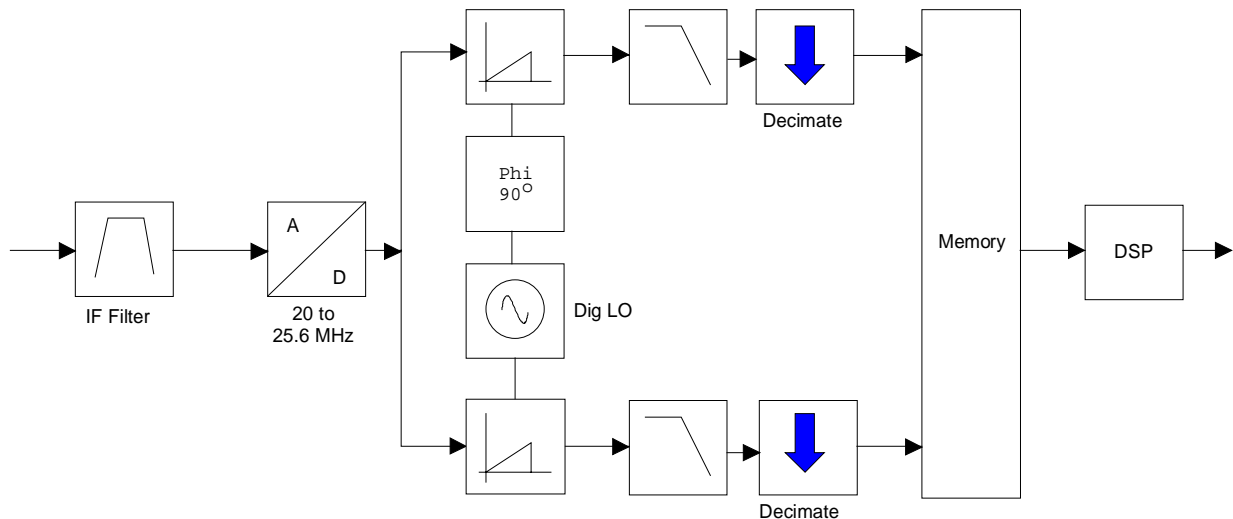 Decimate
Phi
90°
A
D
IF Filter
20 to
25.6 MHz
Dig LO
Memory
DSP
Decimate